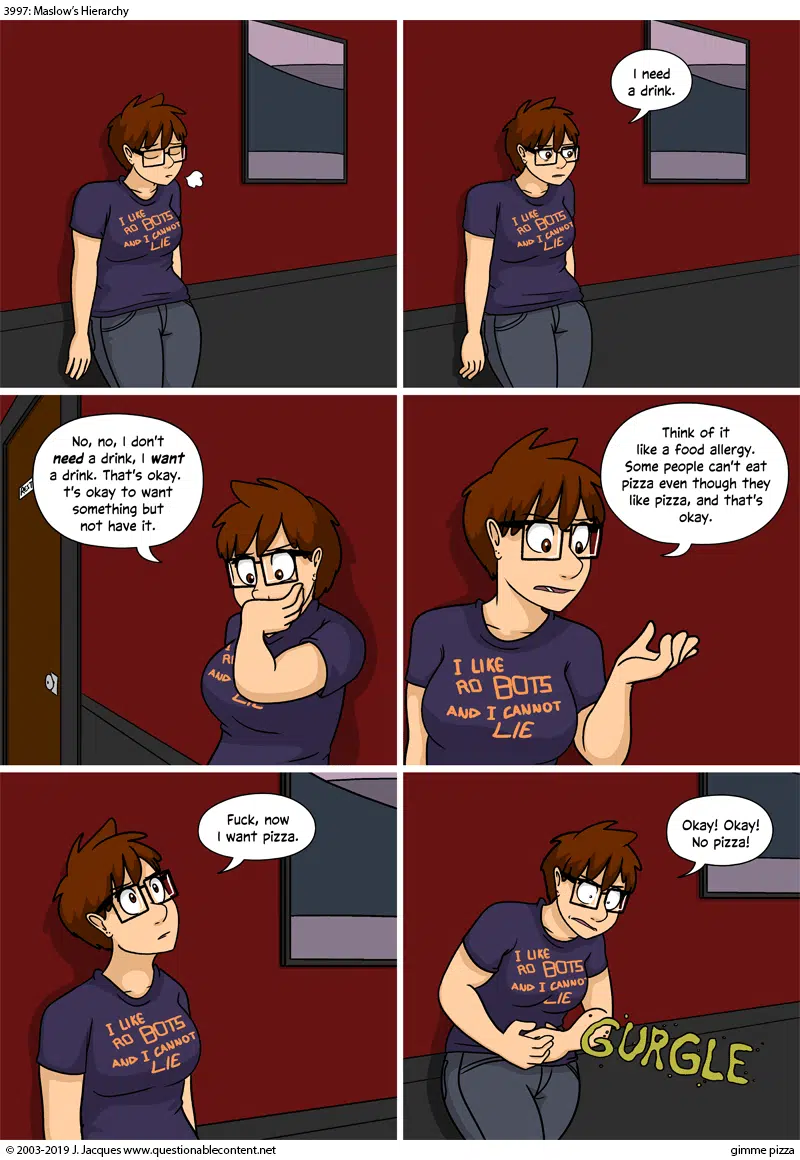 3997: Maslow's Hierarchy
I LIKE
RO BOTS
AND I CANNOT
LIE
I need
a drink.
I LIKE
RO BOTS
AND I CANNOT
LIE
No, no, I don't
need a drink, I want
a drink. That's okay.
t's okay to want
something but
not have it.
Think of it
like a food allergy.
Some people can't eat
pizza even though they
like pizza, and that's
okay.
I LIKE
RO BOTS
AND I CANNOT
LIE
Fuck, now
I want pizza.
I LIKE
RO BOTS
AND I CANNOT
LIE
Okay! Okay!
No pizza!
I LIKE
RO BOTS
AND I CANNOT
LIE
GURGLE
© 2003-2019 J. Jacques www.questionablecontent.net
gimme pizza